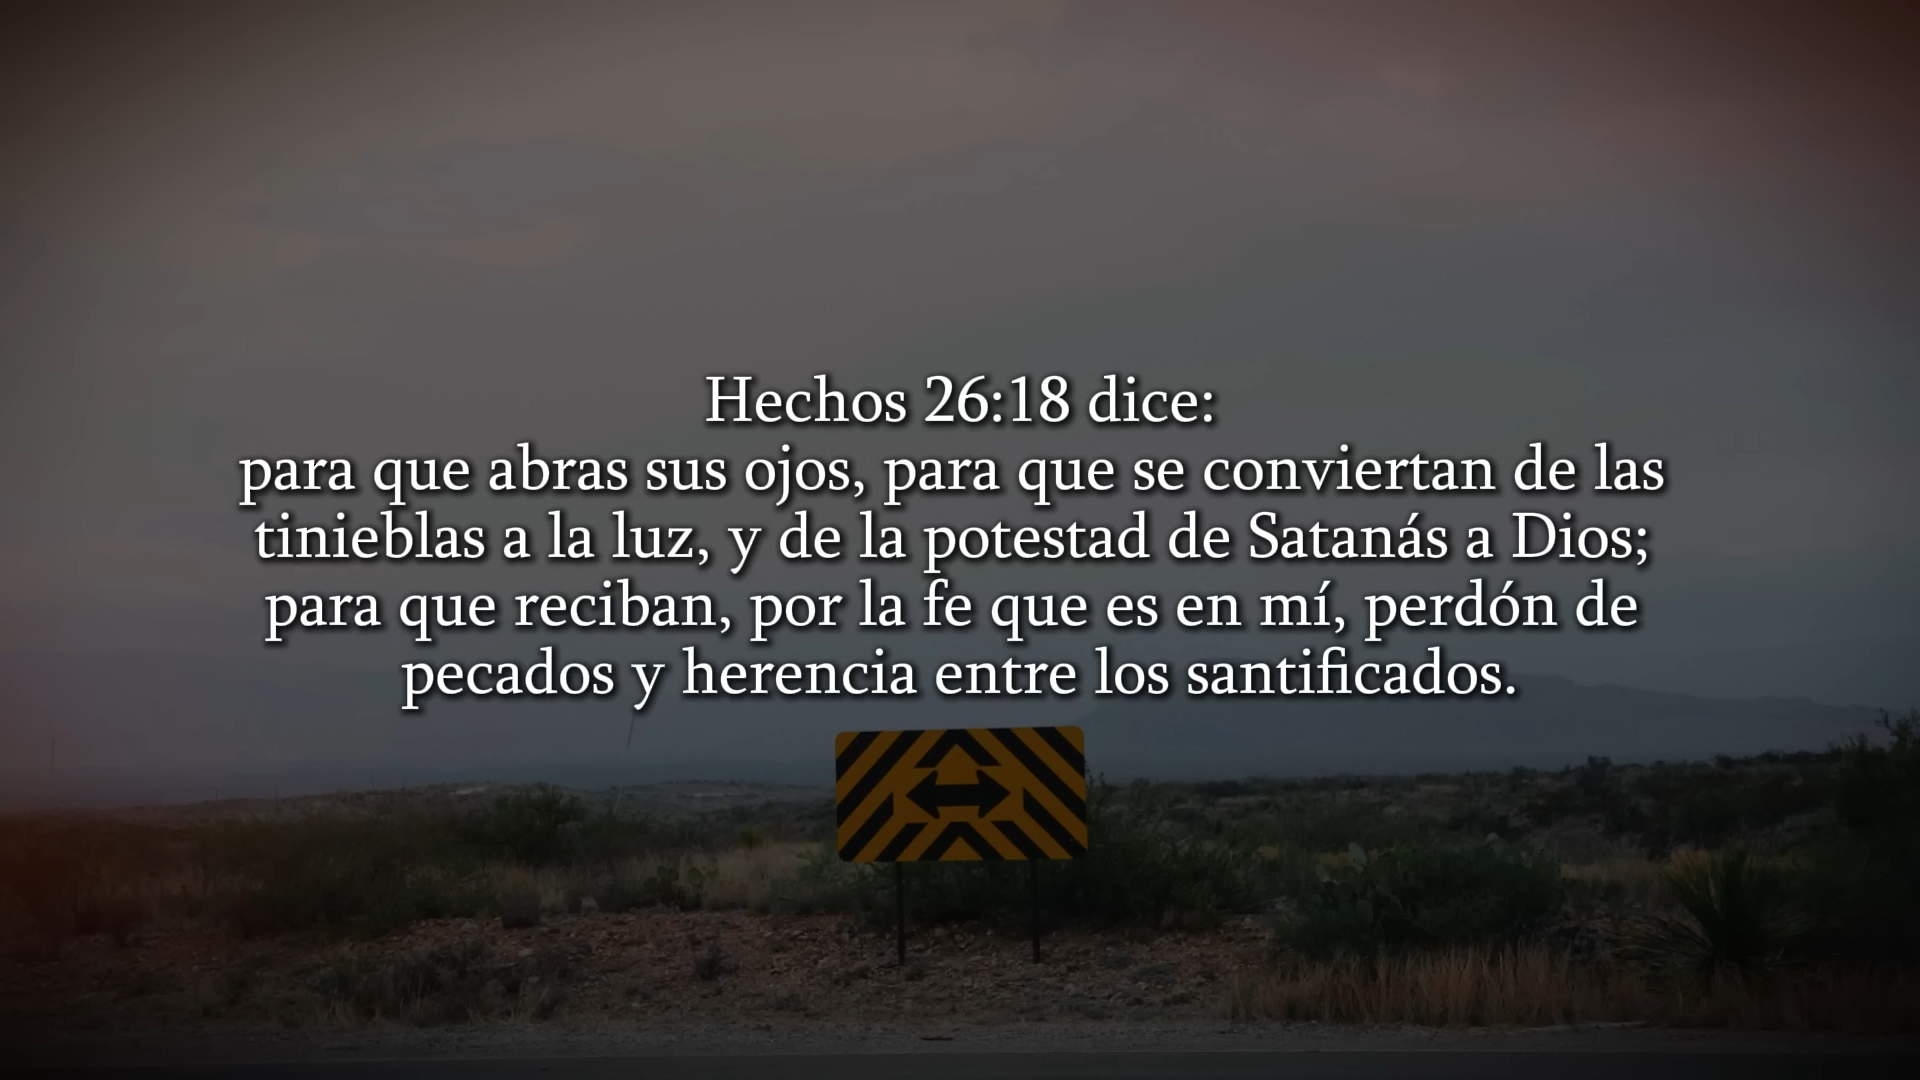 Hechos 26:18 dice:
para que abras sus ojos, para que se conviertan de las
tinieblas a la luz, y de la potestad de Satanás a Dios;
para que reciban, por la fe que es en mí, perdón de
pecados y herencia entre los santificados.